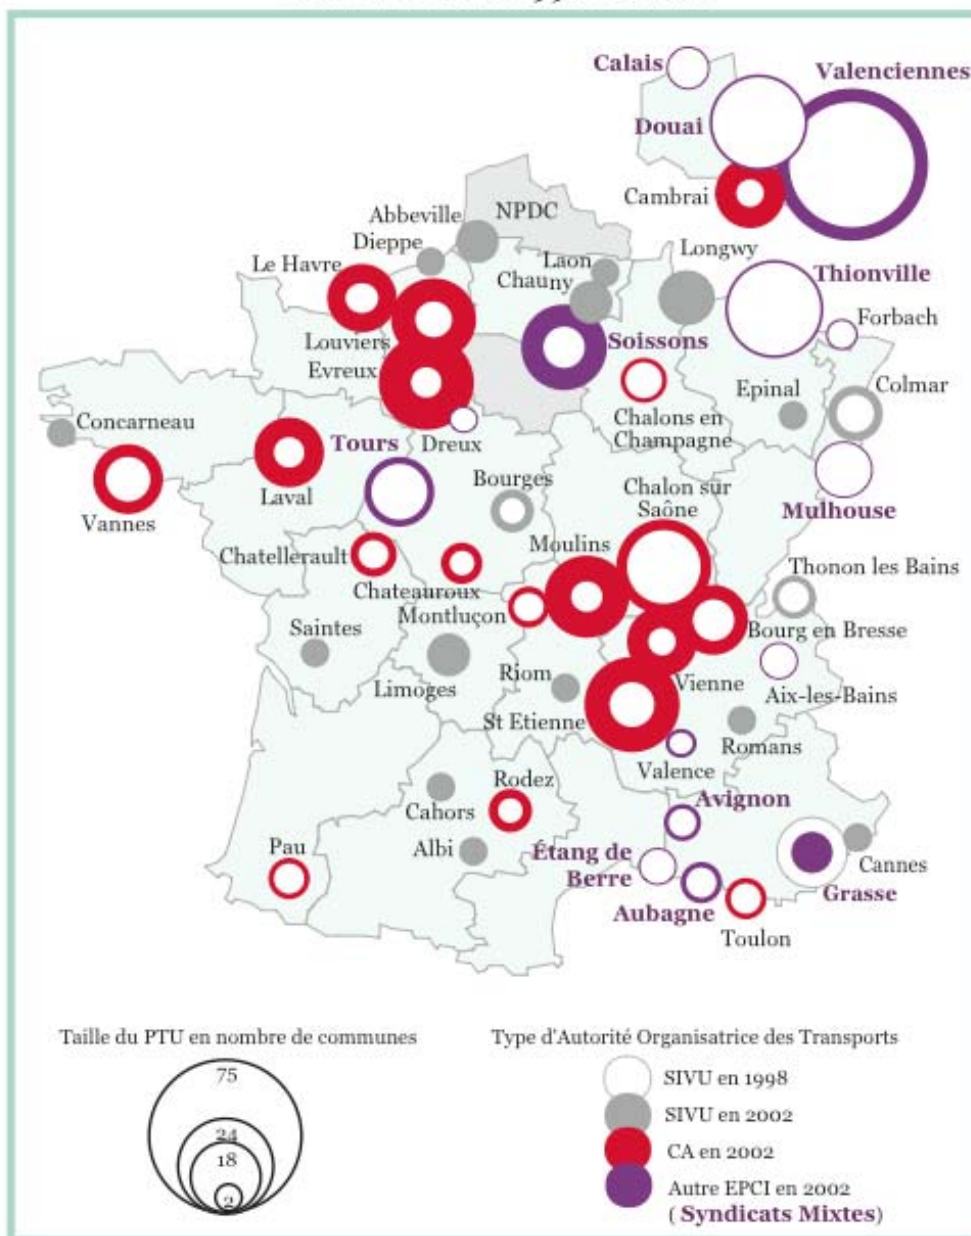 Calais
Valenciennes
Douai
Cambrai
NPDC
Abbeville
Dieppe
Longwy
Laon
Le Havre
Chauny
Thionville
Forbach
Louviers
Soissons
Evreux
Epinal
Colmar
Chalons en
Champagne
Concarneau
Tours
Dreux
Bourges
Chalon sur
Saône
Vannes
Laval
Mulhouse
Chatellerault
Moulins
Thonon les Bains
Chateauroux
Montluçon
Bourg en Bresse
Saintes
Limoges
Riom
Vienne
Aix-les-Bains
St Etienne
Romans
Valence
Rodez
Avignon
Cahors
Pau
Albi
Étang de
Berre
Cannes
Grasse
Aubagne
Toulon
Taille du PTU en nombre de communes
75
24
18
2
Type d'Autorité Organisatrice des Transports
SIVU en 1998
SIVU en 2002
CA en 2002
Autre EPCI en 2002
( Syndicats Mixtes)